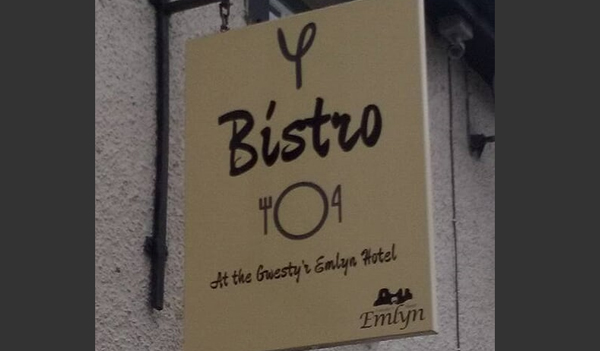 Y
Bistro
At the Gwesty'r Emlyn Hotel
Emlyn